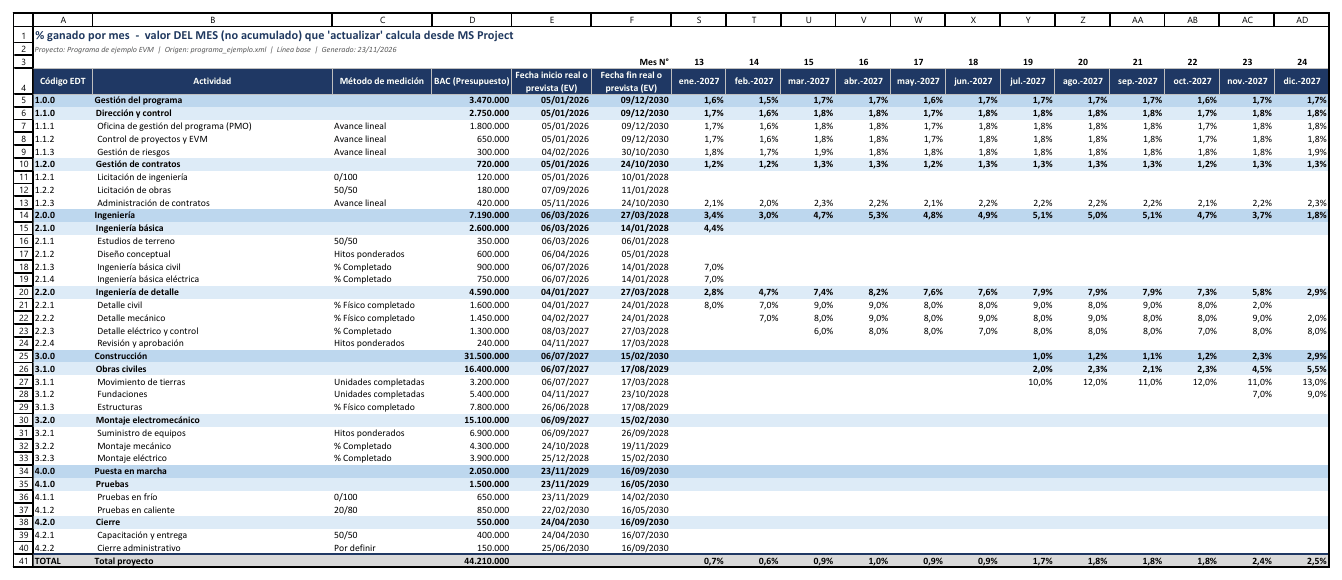 A B C D E F S T U V W X Y Z AA AB AC AD
1 % ganado por mes - valor DEL MES (no acumulado) que 'actualizar' calcula desde MS Project
2 Proyecto: Programa de ejemplo EVM | Origen: programa_ejemplo.xml | Línea base | Generado: 23/11/2026
3 Mes N° 13 14 15 16 17 18 19 20 21 22 23 24
4 Código EDT Actividad Método de medición BAC (Presupuesto) Fecha inicio real o prevista (EV) Fecha fin real o prevista (EV) ene.-2027 feb.-2027 mar.-2027 abr.-2027 may.-2027 jun.-2027 jul.-2027 ago.-2027 sep.-2027 oct.-2027 nov.-2027 dic.-2027
5 1.0.0 Gestión del programa 3.470.000 05/01/2026 09/12/2030 1,6% 1,5% 1,7% 1,7% 1,6% 1,7% 1,7% 1,7% 1,7% 1,6% 1,7% 1,7%
6 1.1.0 Dirección y control 2.750.000 05/01/2026 09/12/2030 1,7% 1,6% 1,8% 1,8% 1,7% 1,8% 1,8% 1,8% 1,8% 1,7% 1,8% 1,8%
7 1.1.1 Oficina de gestión del programa (PMO) Avance lineal 1.800.000 05/01/2026 09/12/2030 1,7% 1,6% 1,8% 1,8% 1,7% 1,8% 1,8% 1,8% 1,8% 1,7% 1,8% 1,8%
8 1.1.2 Control de proyectos y EVM Avance lineal 650.000 05/01/2026 09/12/2030 1,7% 1,6% 1,8% 1,8% 1,7% 1,8% 1,8% 1,8% 1,8% 1,7% 1,8% 1,8%
9 1.1.3 Gestión de riesgos Avance lineal 300.000 04/02/2026 30/10/2030 1,8% 1,7% 1,9% 1,8% 1,8% 1,8% 1,8% 1,8% 1,8% 1,8% 1,8% 1,9%
10 1.2.0 Gestión de contratos 720.000 05/01/2026 24/10/2030 1,2% 1,2% 1,3% 1,3% 1,2% 1,3% 1,3% 1,3% 1,3% 1,2% 1,3% 1,3%
11 1.2.1 Licitación de ingeniería 0/100 120.000 05/01/2026 10/01/2028
12 1.2.2 Licitación de obras 50/50 180.000 07/09/2026 11/01/2028
13 1.2.3 Administración de contratos Avance lineal 420.000 05/11/2026 24/10/2030 2,1% 2,0% 2,3% 2,2% 2,1% 2,2% 2,2% 2,2% 2,2% 2,1% 2,2% 2,3%
14 2.0.0 Ingeniería 7.190.000 06/03/2026 27/03/2028 3,4% 3,0% 4,7% 5,3% 4,8% 4,9% 5,1% 5,0% 5,1% 4,7% 3,7% 1,8%
15 2.1.0 Ingeniería básica 2.600.000 06/03/2026 14/01/2028 4,4%
16 2.1.1 Estudios de terreno 50/50 350.000 06/03/2026 06/01/2028
17 2.1.2 Diseño conceptual Hitos ponderados 600.000 06/04/2026 05/01/2028
18 2.1.3 Ingeniería básica civil % Completado 900.000 06/07/2026 14/01/2028 7,0%
19 2.1.4 Ingeniería básica eléctrica % Completado 750.000 06/07/2026 14/01/2028 7,0%
20 2.2.0 Ingeniería de detalle 4.590.000 04/01/2027 27/03/2028 2,8% 4,7% 7,4% 8,2% 7,6% 7,6% 7,9% 7,9% 7,9% 7,3% 5,8% 2,9%
21 2.2.1 Detalle civil % Físico completado 1.600.000 04/01/2027 24/01/2028 8,0% 7,0% 9,0% 9,0% 8,0% 8,0% 9,0% 8,0% 9,0% 8,0% 2,0%
22 2.2.2 Detalle mecánico % Físico completado 1.450.000 04/02/2027 24/01/2028 7,0% 8,0% 9,0% 8,0% 9,0% 8,0% 9,0% 8,0% 8,0% 9,0% 2,0%
23 2.2.3 Detalle eléctrico y control % Completado 1.300.000 08/03/2027 27/03/2028 6,0% 8,0% 8,0% 7,0% 8,0% 8,0% 8,0% 7,0% 8,0% 8,0%
24 2.2.4 Revisión y aprobación Hitos ponderados 240.000 04/11/2027 17/03/2028
25 3.0.0 Construcción 31.500.000 06/07/2027 15/02/2030 1,0% 1,2% 1,1% 1,2% 2,3% 2,9%
26 3.1.0 Obras civiles 16.400.000 06/07/2027 17/08/2029 2,0% 2,3% 2,1% 2,3% 4,5% 5,5%
27 3.1.1 Movimiento de tierras Unidades completadas 3.200.000 06/07/2027 17/03/2028 10,0% 12,0% 11,0% 12,0% 11,0% 13,0%
28 3.1.2 Fundaciones Unidades completadas 5.400.000 04/11/2027 23/10/2028 7,0% 9,0%
29 3.1.3 Estructuras % Físico completado 7.800.000 26/06/2028 17/08/2029
30 3.2.0 Montaje electromecánico 15.100.000 06/09/2027 15/02/2030
31 3.2.1 Suministro de equipos Hitos ponderados 6.900.000 06/09/2027 26/09/2028
32 3.2.2 Montaje mecánico % Completado 4.300.000 24/10/2028 19/11/2029
33 3.2.3 Montaje eléctrico % Completado 3.900.000 25/12/2028 15/02/2030
34 4.0.0 Puesta en marcha 2.050.000 23/11/2029 16/09/2030
35 4.1.0 Pruebas 1.500.000 23/11/2029 16/05/2030
36 4.1.1 Pruebas en frío 0/100 650.000 23/11/2029 14/02/2030
37 4.1.2 Pruebas en caliente 20/80 850.000 22/02/2030 16/05/2030
38 4.2.0 Cierre 550.000 24/04/2030 16/09/2030
39 4.2.1 Capacitación y entrega 50/50 400.000 24/04/2030 16/07/2030
40 4.2.2 Cierre administrativo Por definir 150.000 25/06/2030 16/09/2030
41 TOTAL Total proyecto 44.210.000 0,7% 0,6% 0,9% 1,0% 0,9% 0,9% 1,7% 1,8% 1,8% 1,8% 2,4% 2,5%